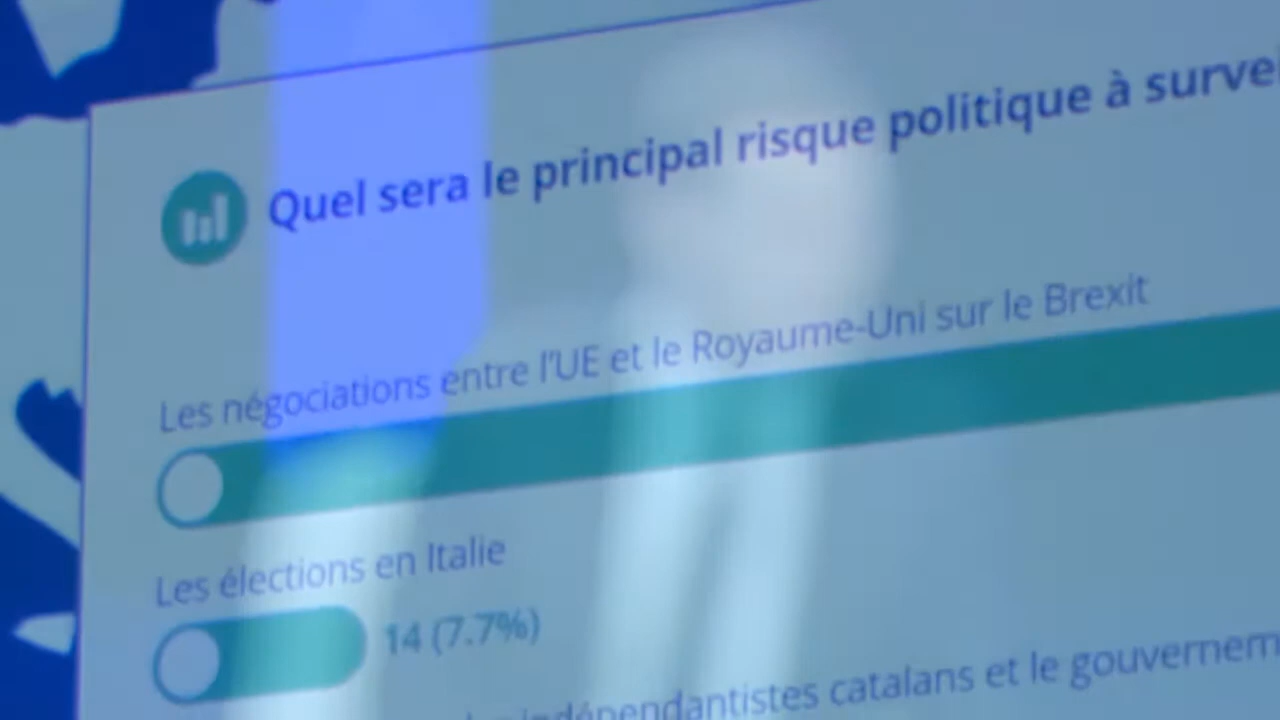 Quel sera le principal risque politique à surve
Les négociations entre l'UE et le Royaume-Uni sur le Brexit
Les élections en Italie
14 (7.7%)
indépendantistes catalans et le gouvernem